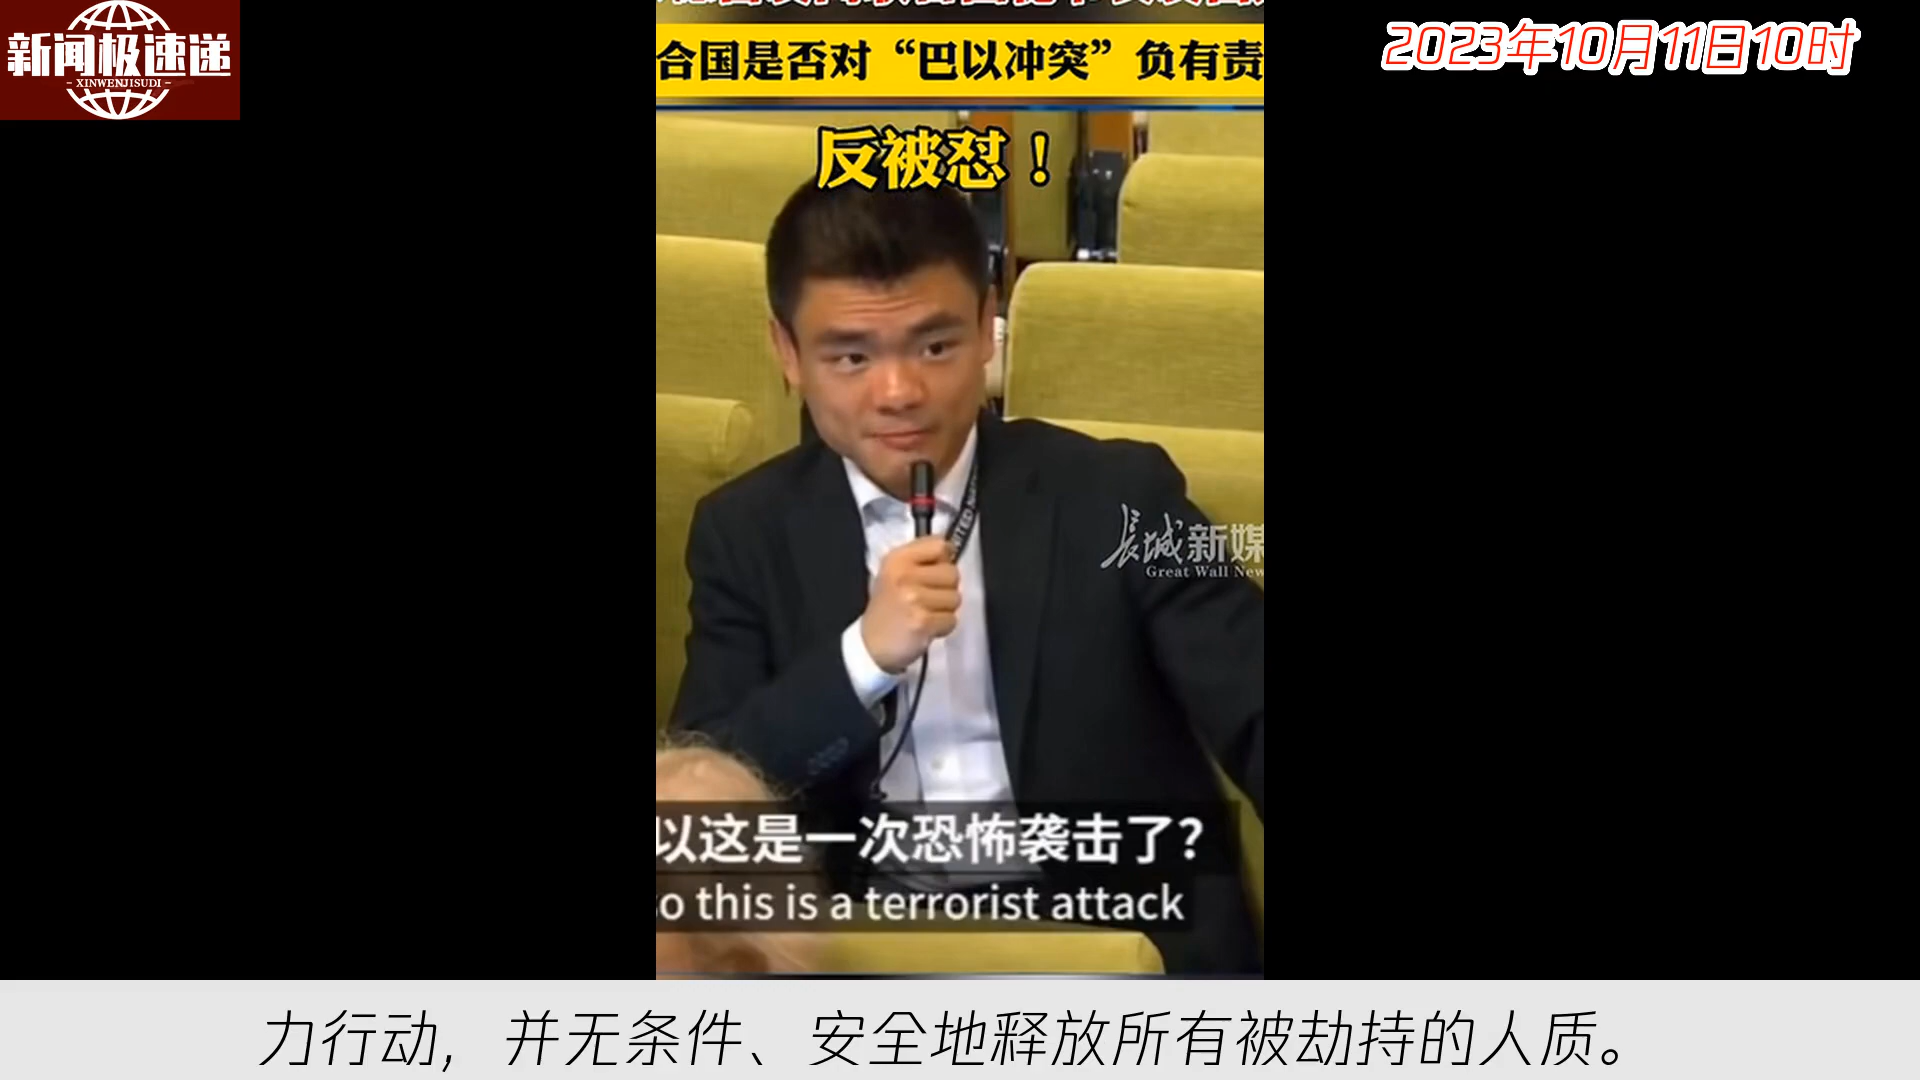 新闻极速递
- XINWENJISUDI -
2023年10月11日10时
合国是否对“巴以冲突”负有责
反被怼！
UNITED NA
长城新媒
Great Wall New
以这是一次恐怖袭击了?
so this is a terrorist attack
力行动，并无条件、安全地释放所有被劫持的人质。